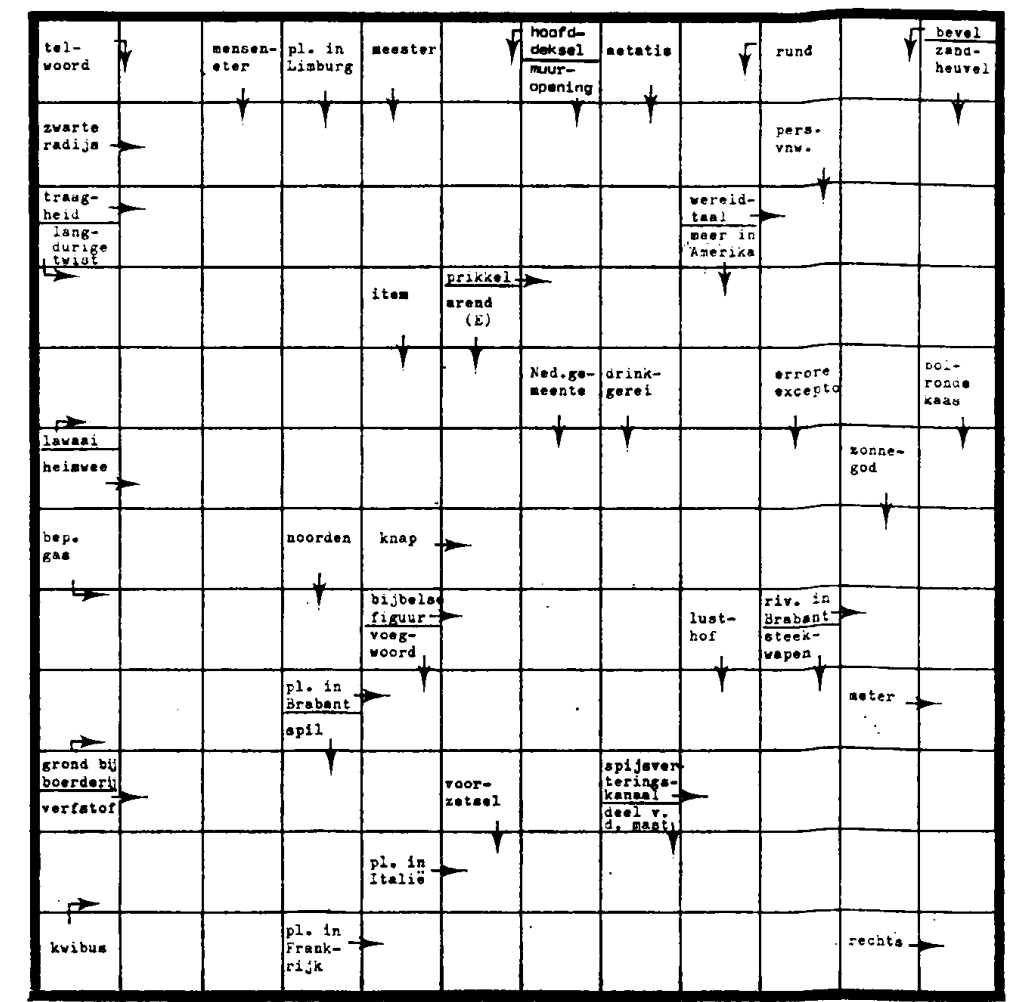 tel-
woord
mensen-
eter
pl. in
Limburg
meester
hoofd-
deksel
muur-
opening
aetatis
rund
bevel
zand-
heuvel
zwarte
radijs
pers.
vnw.
traag-
heid
lang-
durige
twist
wereld-
taal
meer in
Amerika
item
prikkel
arend
(E)
Ned.ge-
meente
drink-
gerei
errore
excepto
bol-
ronde
kaas
lawaai
heimwee
zonne-
god
bep.
gas
noorden
knap
bijbelse
figuur
voeg-
woord
lust-
hof
riv. in
Brabant
steek-
wapen
pl. in
Brabant
spil
meter
grond bij
boerderij
verfstof
voor-
zetsel
spijsver-
terings-
kanaal
deel v.
d. mast
pl. in
Italië
kwibus
pl. in
Frank-
rijk
rechts